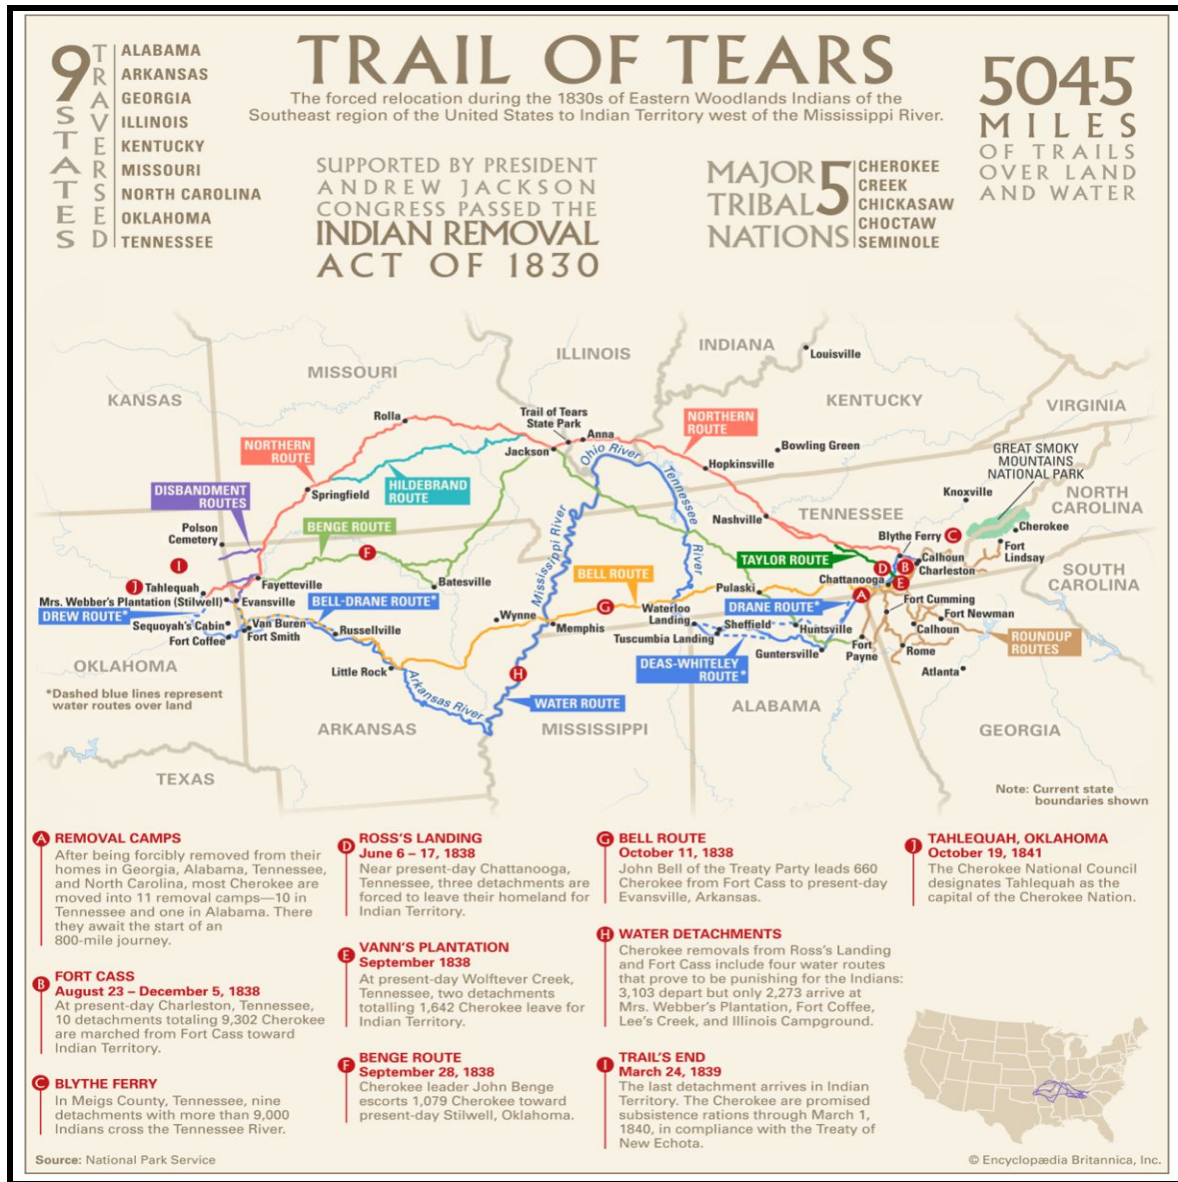 9
STATES
TRAVERSED
ALABAMA
ARKANSAS
GEORGIA
ILLINOIS
KENTUCKY
MISSOURI
NORTH CAROLINA
OKLAHOMA
TENNESSEE
TRAIL OF TEARS
The forced relocation during the 1830s of Eastern Woodlands Indians of the
Southeast region of the United States to Indian Territory west of the Mississippi River.
SUPPORTED BY PRESIDENT
ANDREW JACKSON
CONGRESS PASSED THE
INDIAN REMOVAL
ACT OF 1830
MAJOR
TRIBAL
NATIONS
5
CHEROKEE
CREEK
CHICKASAW
CHOCTAW
SEMINOLE
5045
MILES
OF TRAILS
OVER LAND
AND WATER
KANSAS
MISSOURI
ILLINOIS
INDIANA
Louisville
KENTUCKY
VIRGINIA
Rolla
Trail of Tears
State Park
Anna
Jackson
Ohio River
NORTHERN
ROUTE
NORTHERN
ROUTE
Bowling Green
Hopkinsville
GREAT SMOKY
MOUNTAINS
NATIONAL PARK
HILDEBRAND
ROUTE
Springfield
DISBANDMENT
ROUTES
Tennessee
River
Knoxville
NORTH
CAROLINA
Polson
Cemetery
BENGE ROUTE
F
Mississippi River
Nashville
TENNESSEE
Blythe Ferry
C
Cherokee
Fort
Lindsay
I
J
Tahlequah
Fayetteville
Batesville
BELL ROUTE
TAYLOR ROUTE
D
B
E
A
Calhoun
Charleston
Chattanooga
SOUTH
CAROLINA
Mrs. Webber's Plantation (Stilwell)
Evansville
BELL-DRANE ROUTE*
DREW ROUTE*
Pulaski
DRANE ROUTE*
Fort Cumming
Fort Newman
Sequoyah's Cabin
Van Buren
Fort Smith
Fort Coffee
Russellville
Wynne
Memphis
G
Waterloo
Landing
Sheffield
Tuscumbia Landing
Huntsville
Guntersville
Fort
Payne
Calhoun
Rome
ROUNDUP
ROUTES
OKLAHOMA
Little Rock
H
DEAS-WHITELEY
ROUTE*
Atlanta
*Dashed blue lines represent
water routes over land
Arkansas River
WATER ROUTE
ARKANSAS
MISSISSIPPI
ALABAMA
GEORGIA
TEXAS
Note: Current state
boundaries shown
A REMOVAL CAMPS
After being forcibly removed from their
homes in Georgia, Alabama, Tennessee,
and North Carolina, most Cherokee are
moved into 11 removal camps—10 in
Tennessee and one in Alabama. There
they await the start of an
800-mile journey.
B FORT CASS
August 23 – December 5, 1838
At present-day Charleston, Tennessee,
10 detachments totaling 9,302 Cherokee
are marched from Fort Cass toward
Indian Territory.
C BLYTHE FERRY
In Meigs County, Tennessee, nine
detachments with more than 9,000
Indians cross the Tennessee River.
D ROSS'S LANDING
June 6 – 17, 1838
Near present-day Chattanooga,
Tennessee, three detachments are
forced to leave their homeland for
Indian Territory.
E VANN'S PLANTATION
September 1838
At present-day Wolftever Creek,
Tennessee, two detachments
totalling 1,642 Cherokee leave for
Indian Territory.
F BENGE ROUTE
September 28, 1838
Cherokee leader John Benge
escorts 1,079 Cherokee toward
present-day Stilwell, Oklahoma.
G BELL ROUTE
October 11, 1838
John Bell of the Treaty Party leads 660
Cherokee from Fort Cass to present-day
Evansville, Arkansas.
H WATER DETACHMENTS
Cherokee removals from Ross's Landing
and Fort Cass include four water routes
that prove to be punishing for the Indians:
3,103 depart but only 2,273 arrive at
Mrs. Webber's Plantation, Fort Coffee,
Lee's Creek, and Illinois Campground.
I TRAIL'S END
March 24, 1839
The last detachment arrives in Indian
Territory. The Cherokee are promised
subsistence rations through March 1,
1840, in compliance with the Treaty of
New Echota.
J TAHLEQUAH, OKLAHOMA
October 19, 1841
The Cherokee National Council
designates Tahlequah as the
capital of the Cherokee Nation.
Source: National Park Service
© Encyclopædia Britannica, Inc.